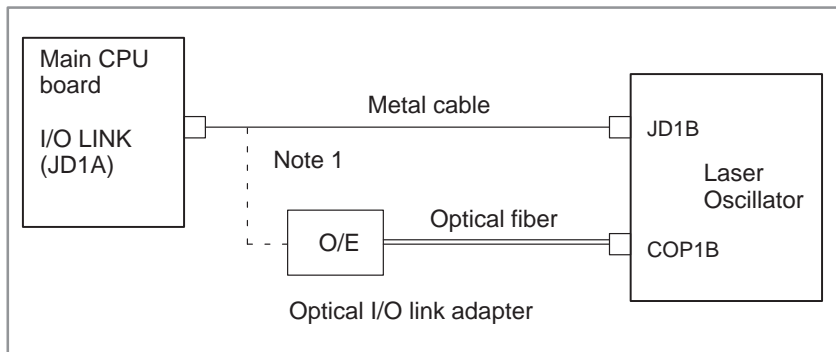 Main CPU
board
I/O LINK
(JD1A)
Metal cable
JD1B
Note 1
Laser
Oscillator
Optical fiber
O/E
COP1B
Optical I/O link adapter